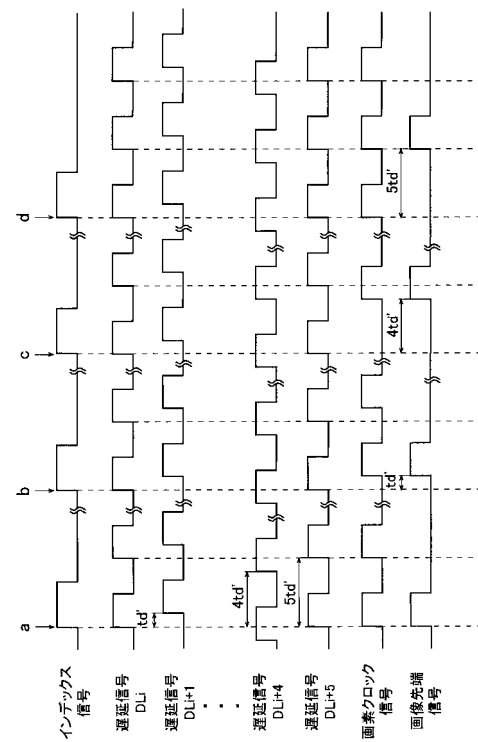 a
b
c
d
インデックス
信号
遅延信号
DLi
td'
遅延信号
DLi+1
・・・
遅延信号
DLi+4
4td'
遅延信号
DLi+5
5td'
画素クロック
信号
画像先端
信号
td'
4td'
5td'